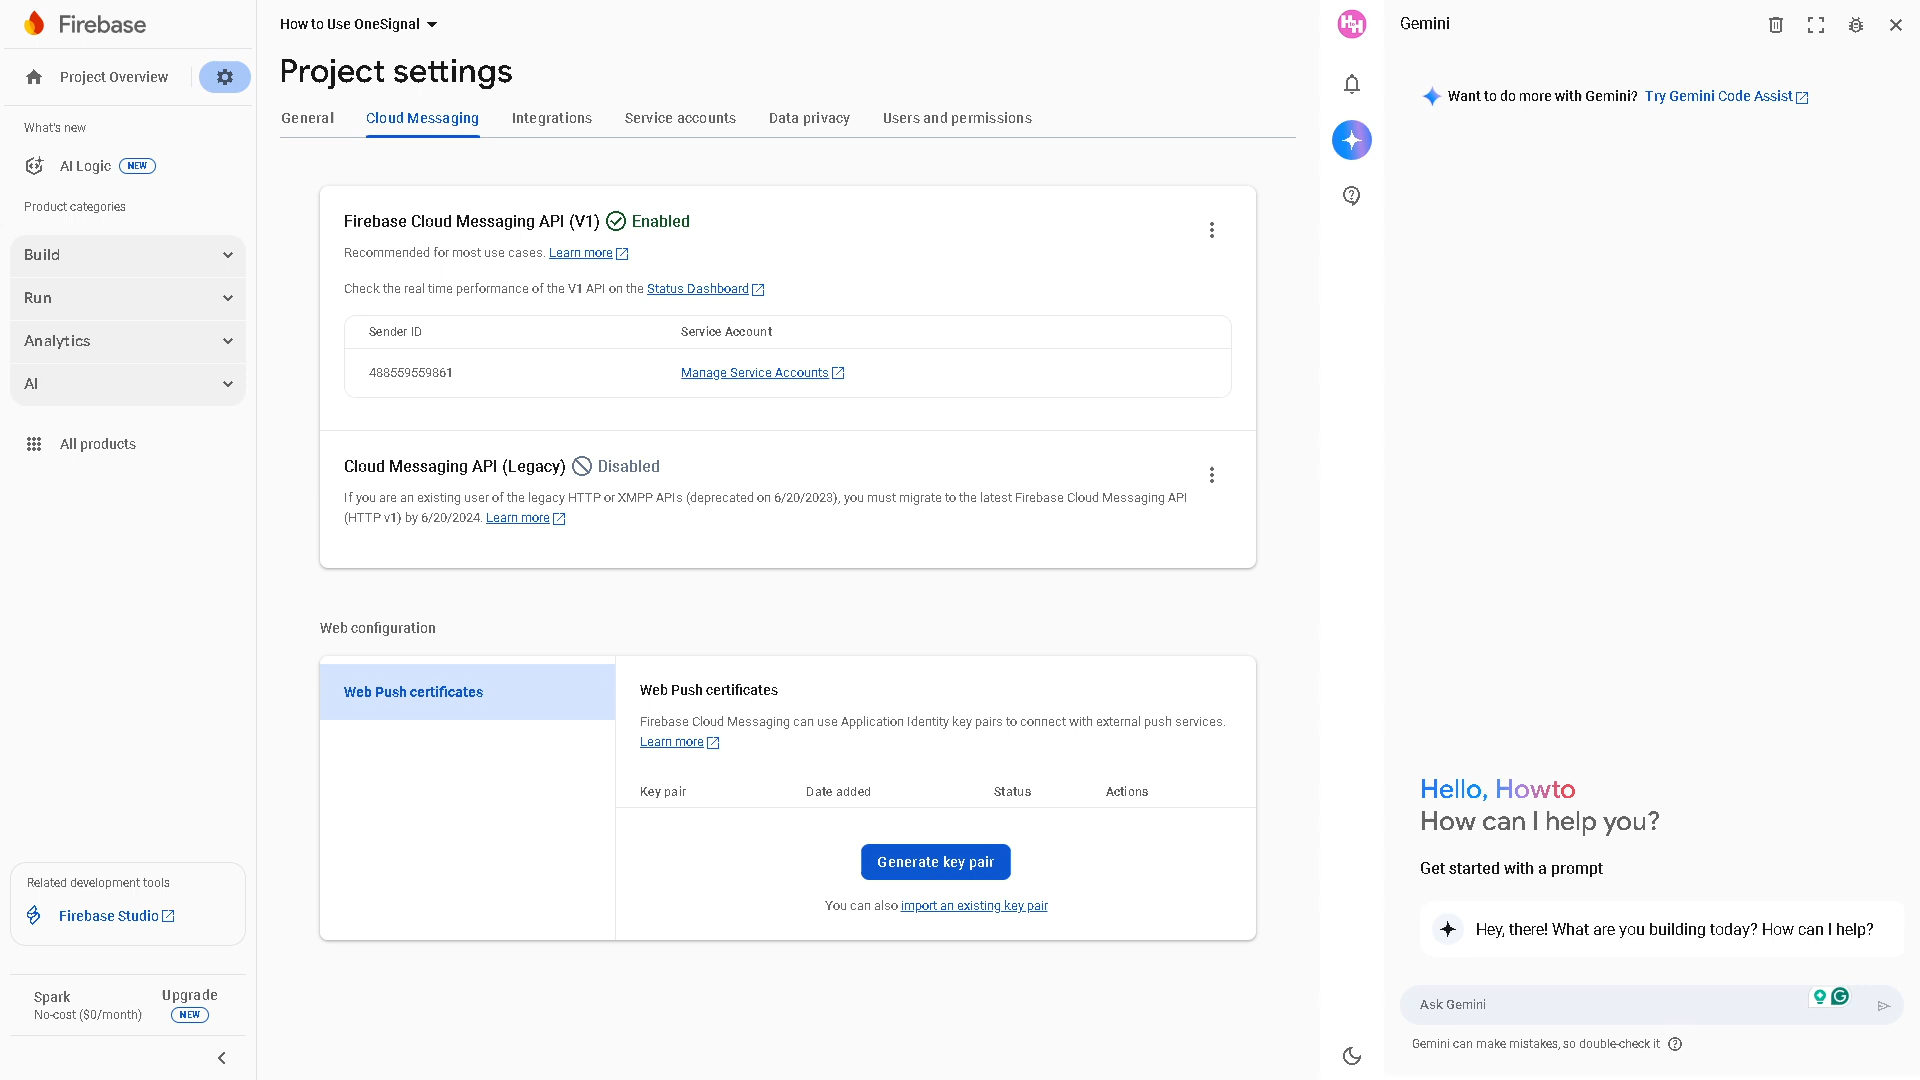 Firebase
Project Overview
What's new
AI Logic NEW
Product categories
Build
Run
Analytics
AI
All products
Related development tools
Firebase Studio
Spark
No-cost ($0/month)
Upgrade
NEW
How to Use OneSignal
Project settings
General Cloud Messaging Integrations Service accounts Data privacy Users and permissions
Firebase Cloud Messaging API (V1) Enabled
Recommended for most use cases. Learn more
Check the real time performance of the V1 API on the Status Dashboard
Sender ID Service Account
488559559861 Manage Service Accounts
Cloud Messaging API (Legacy) Disabled
If you are an existing user of the legacy HTTP or XMPP APIs (deprecated on 6/20/2023), you must migrate to the latest Firebase Cloud Messaging API
(HTTP v1) by 6/20/2024. Learn more
Web configuration
Web Push certificates
Web Push certificates
Firebase Cloud Messaging can use Application Identity key pairs to connect with external push services.
Learn more
Key pair Date added Status Actions
Generate key pair
You can also import an existing key pair
HtH
Gemini
Want to do more with Gemini? Try Gemini Code Assist
Hello, Howto
How can I help you?
Get started with a prompt
Hey, there! What are you building today? How can I help?
Ask Gemini
Gemini can make mistakes, so double-check it